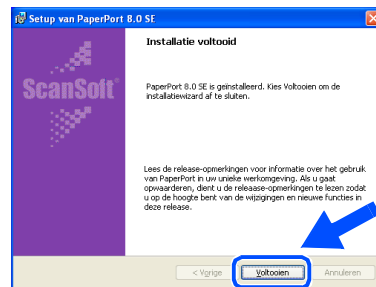 Setup van PaperPort 8.0 SE
Installatie voltooid
ScanSoft®
PaperPort 8.0 SE is geïnstalleerd. Kies Voltooien om de
installatiewizard af te sluiten.
Lees de release-opmerkingen voor informatie over het gebruik
van PaperPort in uw unieke werkomgeving. Als u gaat
opwaarderen, dient u de releaase-opmerkingen te lezen zodat
u op de hoogte bent van de wijzigingen en nieuwe functies in
deze release.
< Vorige
Voltooien
Annuleren